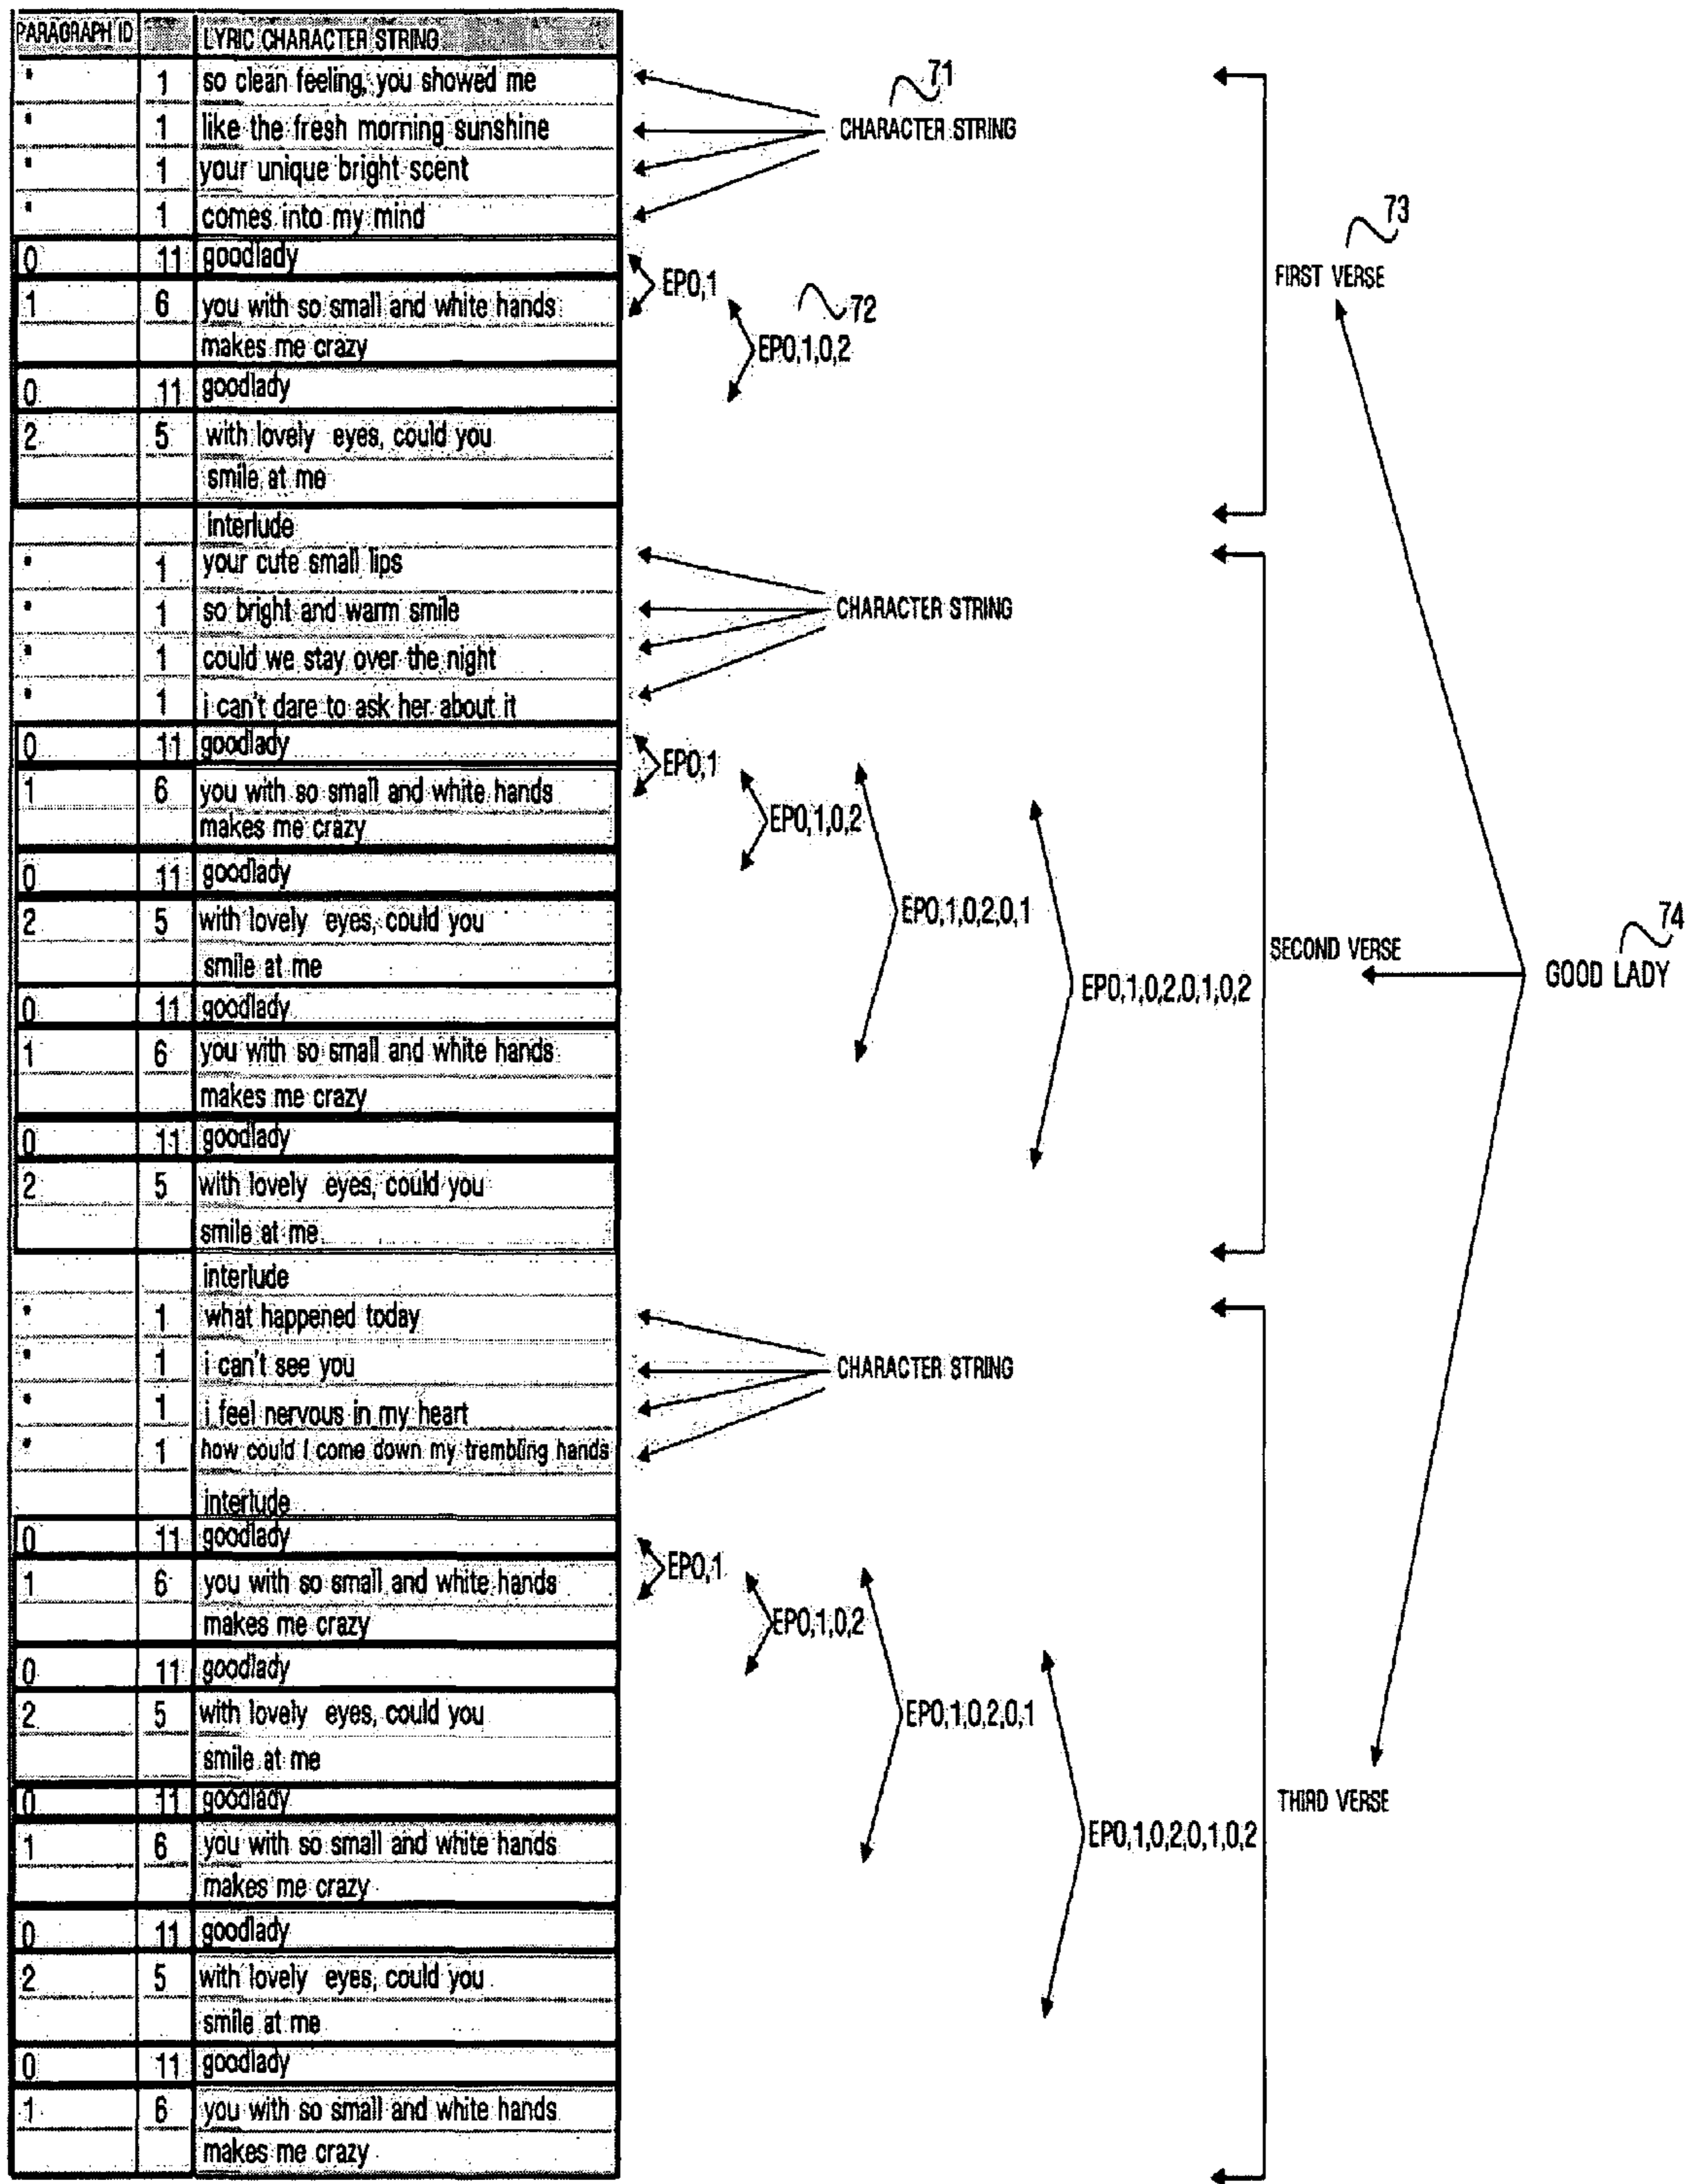 PARAGRAPH ID LYRIC CHARACTER STRING
* 1 so clean feeling, you showed me
71
* 1 like the fresh morning sunshine
CHARACTER STRING
* 1 your unique bright scent
* 1 comes into my mind
73
0 11 goodlady
EP0,1
FIRST VERSE
1 6 you with so small and white hands
72
makes me crazy
EP0,1,0,2
0 11 goodlady
2 5 with lovely eyes, could you
smile at me
interlude
* 1 your cute small lips
* 1 so bright and warm smile
CHARACTER STRING
* 1 could we stay over the night
* 1 i can't dare to ask her about it
0 11 goodlady
EP0,1
1 6 you with so small and white hands
makes me crazy
EP0,1,0,2
0 11 goodlady
2 5 with lovely eyes, could you
EP0,1,0,2,0,1
74
smile at me
SECOND VERSE
GOOD LADY
EP0,1,0,2,0,1,0,2
0 11 goodlady
1 6 you with so small and white hands
makes me crazy
0 11 goodlady
2 5 with lovely eyes, could you
smile at me
interlude
* 1 what happened today
* 1 i can't see you
CHARACTER STRING
* 1 i feel nervous in my heart
* 1 how could I come down my trembling hands
interlude
0 11 goodlady
EP0,1
1 6 you with so small and white hands
makes me crazy
EP0,1,0,2
0 11 goodlady
2 5 with lovely eyes, could you
EP0,1,0,2,0,1
smile at me
0 11 goodlady
THIRD VERSE
1 6 you with so small and white hands
EP0,1,0,2,0,1,0,2
makes me crazy
0 11 goodlady
2 5 with lovely eyes, could you
smile at me
0 11 goodlady
1 6 you with so small and white hands
makes me crazy